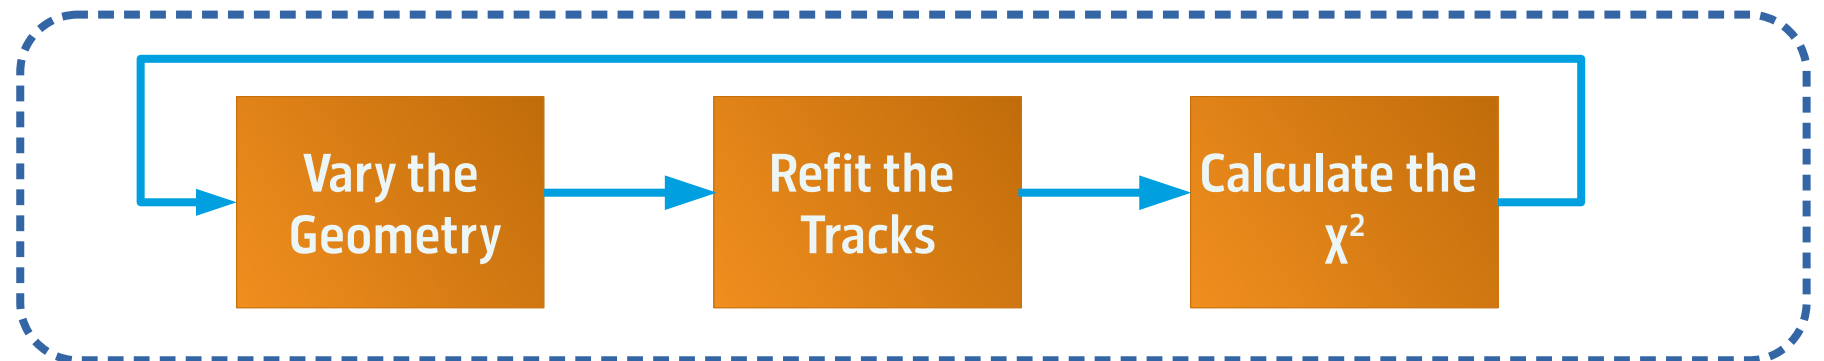 Vary the
Geometry
Refit the
Tracks
Calculate the
χ²